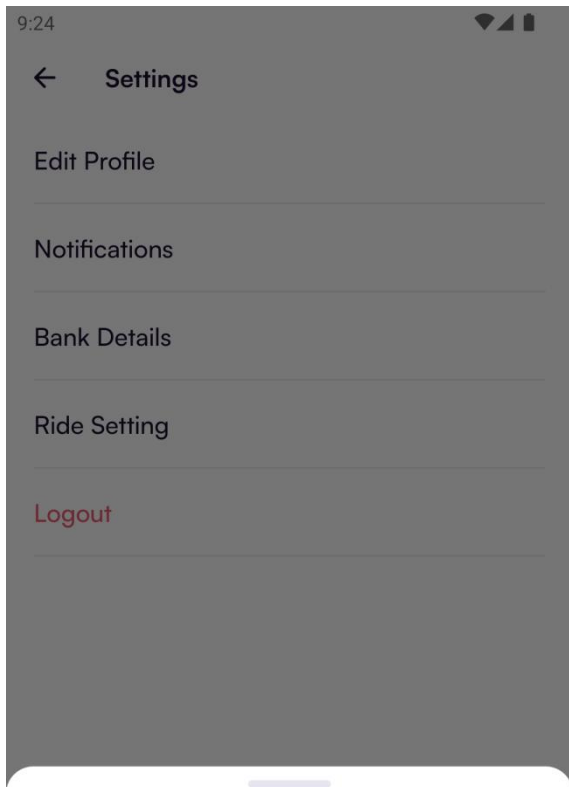 9:24
Settings
Edit Profile
Notifications
Bank Details
Ride Setting
Logout